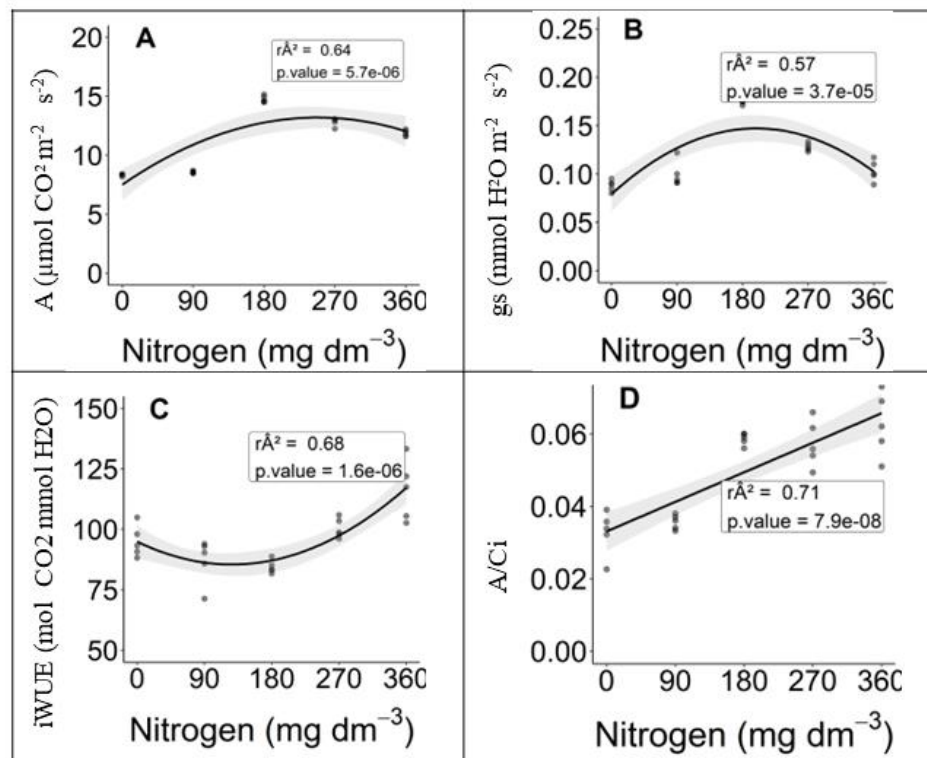 A
20
15
10
5
0
rÂ² = 0.64
p.value = 5.7e-06
A (µmol CO² m⁻² s⁻²)
0 90 180 270 360
Nitrogen (mg dm⁻³)
B
0.25
0.20
0.15
0.10
0.05
0.00
rÂ² = 0.57
p.value = 3.7e-05
gs (mmol H²O m⁻² s⁻²)
0 90 180 270 360
Nitrogen (mg dm⁻³)
C
150
125
100
75
50
rÂ² = 0.68
p.value = 1.6e-06
iWUE (mol CO2 mmol H2O)
0 90 180 270 360
Nitrogen (mg dm⁻³)
D
0.06
0.04
0.02
0.00
rÂ² = 0.71
p.value = 7.9e-08
A/Ci
0 90 180 270 360
Nitrogen (mg dm⁻³)